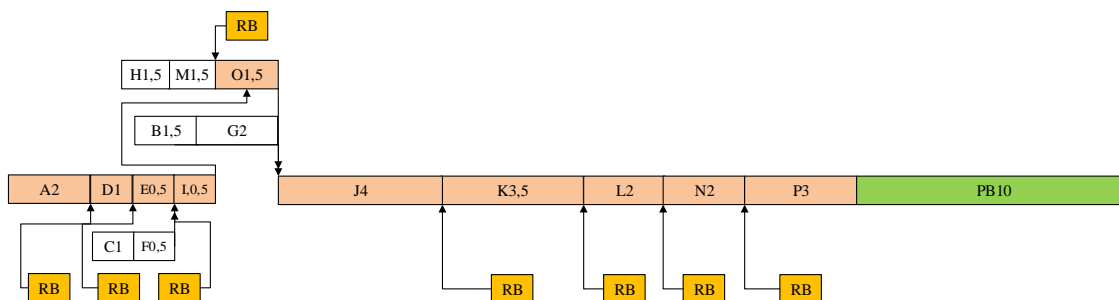 RB
H1,5 M1,5 O1,5
B1,5 G2
A2 D1 E0,5 I,0,5
J4 K3,5 L2 N2 P3 PB10
C1 F0,5
RB RB RB RB RB RB RB